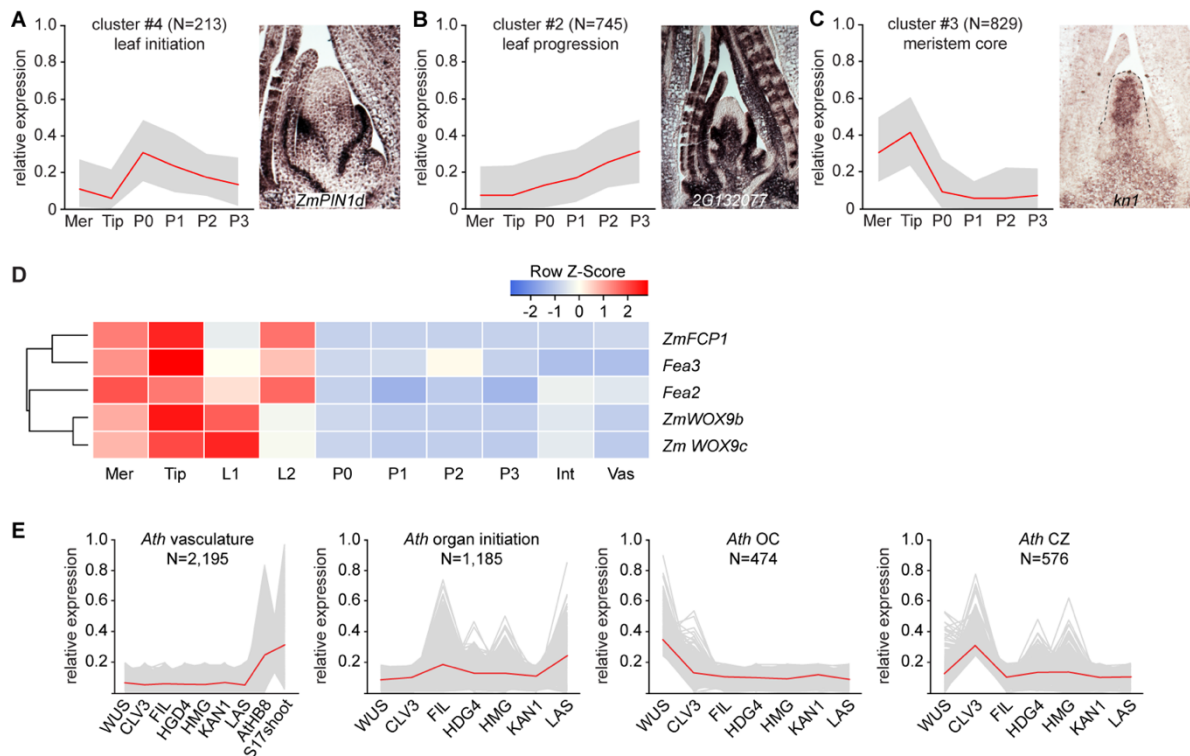 A
cluster #4 (N=213)
leaf initiation
relative expression
1.0
0.8
0.6
0.4
0.2
0
Mer Tip P0 P1 P2 P3
ZmPIN1d
B
cluster #2 (N=745)
leaf progression
relative expression
1.0
0.8
0.6
0.4
0.2
0
Mer Tip P0 P1 P2 P3
2G132077
C
cluster #3 (N=829)
meristem core
relative expression
1.0
0.8
0.6
0.4
0.2
0
Mer Tip P0 P1 P2 P3
kn1
D
Row Z-Score
-2 -1 0 1 2
ZmFCP1
Fea3
Fea2
ZmWOX9b
Zm WOX9c
Mer Tip L1 L2 P0 P1 P2 P3 Int Vas
E
Ath vasculature
N=2,195
relative expression
1.0
0.8
0.6
0.4
0.2
WUS CLV3 FIL HGD4 HMG KAN1 LAS AtHB8 S17shoot
Ath organ initiation
N=1,185
relative expression
1.0
0.8
0.6
0.4
0.2
WUS CLV3 FIL HDG4 HMG KAN1 LAS
Ath OC
N=474
relative expression
1.0
0.8
0.6
0.4
0.2
WUS CLV3 FIL HDG4 HMG KAN1 LAS
Ath CZ
N=576
relative expression
1.0
0.8
0.6
0.4
0.2
WUS CLV3 FIL HDG4 HMG KAN1 LAS